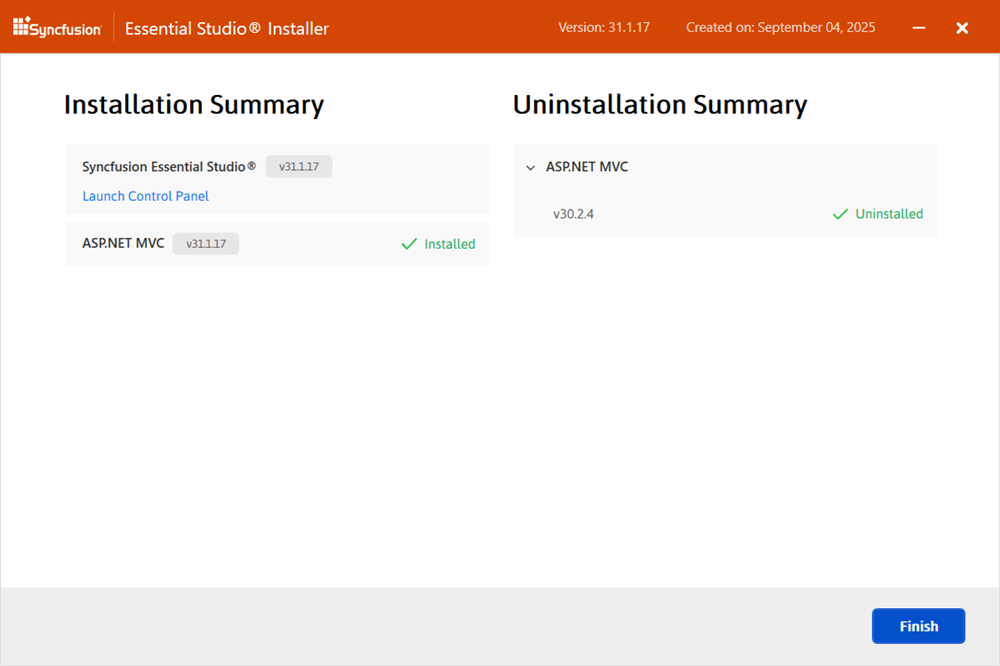 Syncfusion Essential Studio® Installer Version: 31.1.17 Created on: September 04, 2025
Installation Summary
Syncfusion Essential Studio® v31.1.17
Launch Control Panel
ASP.NET MVC v31.1.17 Installed
Uninstallation Summary
ASP.NET MVC
v30.2.4 Uninstalled
Finish